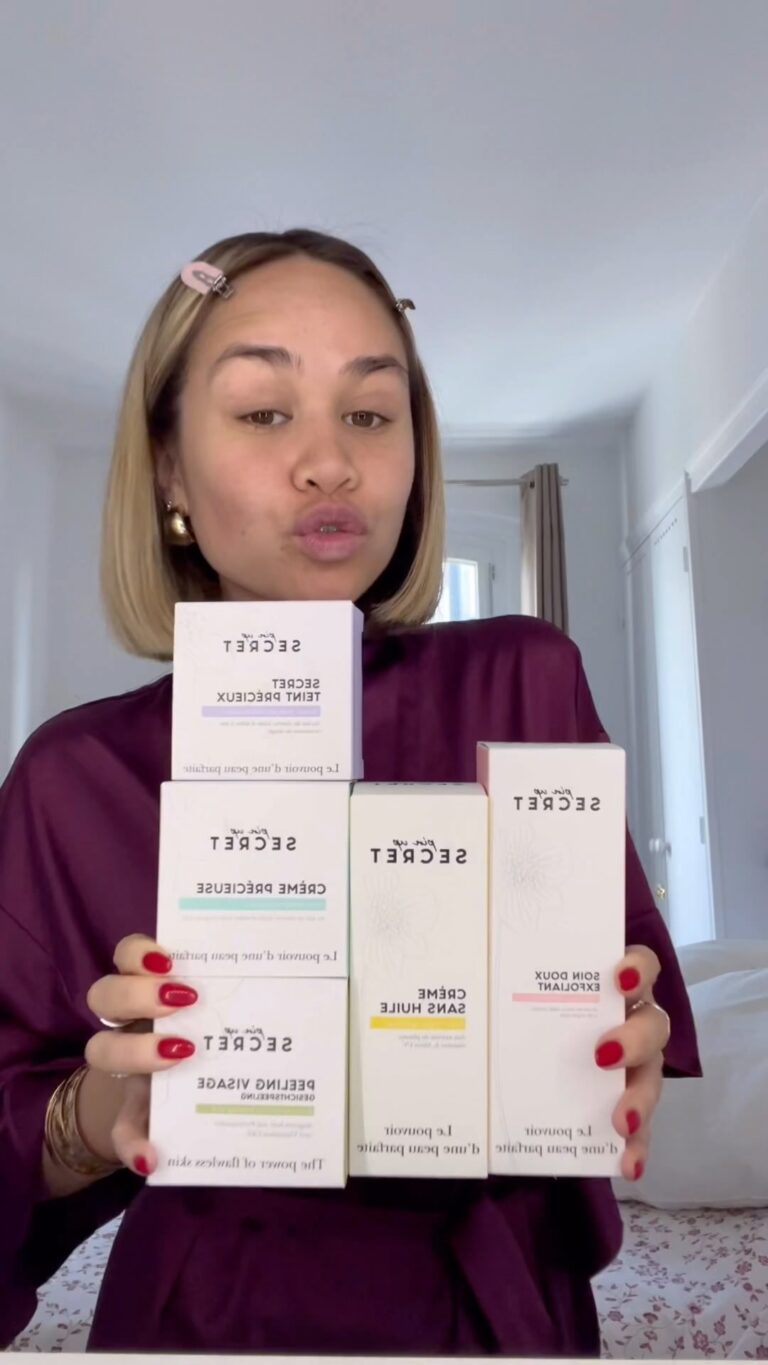 pin up
SECRET
SECRET
TEINT PRÉCIEUX
Le pouvoir d'une peau parfaite
pin up
SECRET
CRÈME PRÉCIEUSE
Le pouvoir d'une peau parfaite
pin up
SECRET
PEELING VISAGE
GESICHTSPEELING
The power of flawless skin
SECRET
pin up
SECRET
CRÈME
SANS HUILE
Le pouvoir
d'une peau parfaite
pin up
SECRET
SOIN DOUX
EXFOLIANT
Le pouvoir
d'une peau parfaite